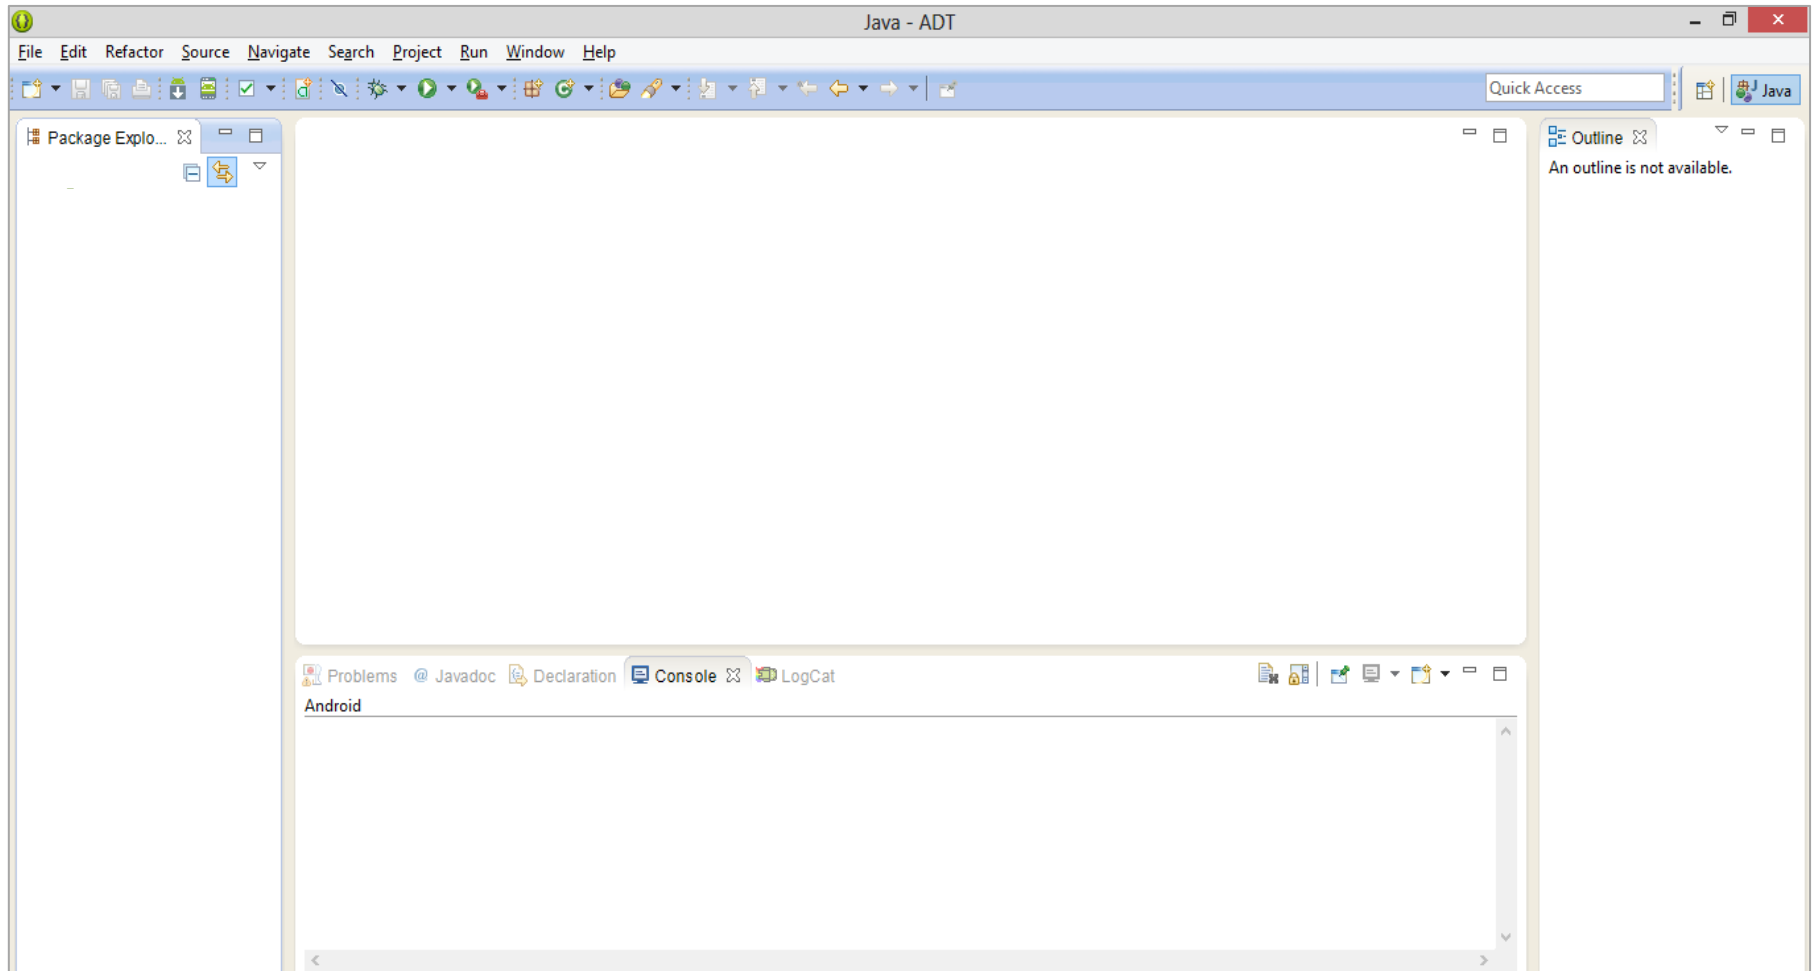 Java - ADT
File Edit Refactor Source Navigate Search Project Run Window Help
Quick Access
Java
Package Explo...
Outline
An outline is not available.
Problems @ Javadoc Declaration Console LogCat
Android